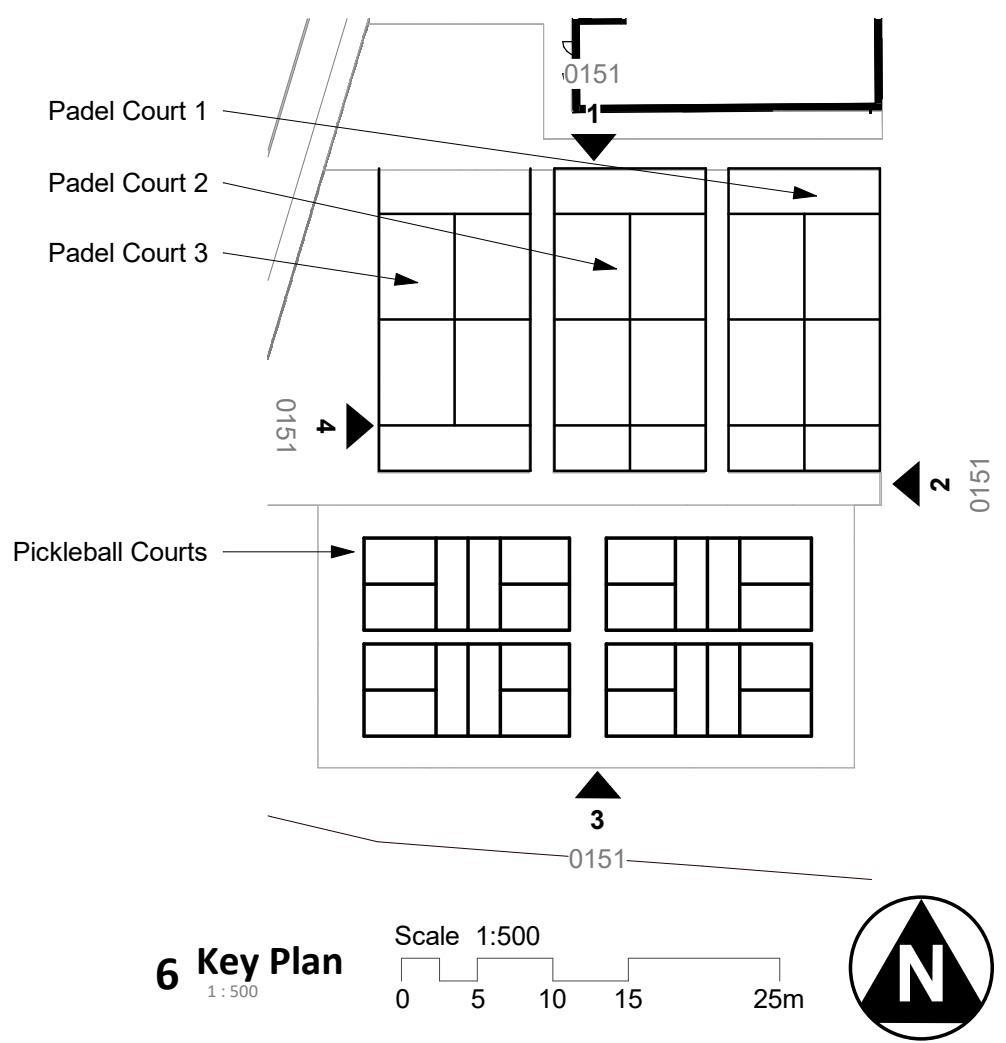 0151
1
Padel Court 1
Padel Court 2
Padel Court 3
0151
4
2
0151
Pickleball Courts
3
0151
6 Key Plan
1 : 500
Scale 1:500
0 5 10 15 25m
N